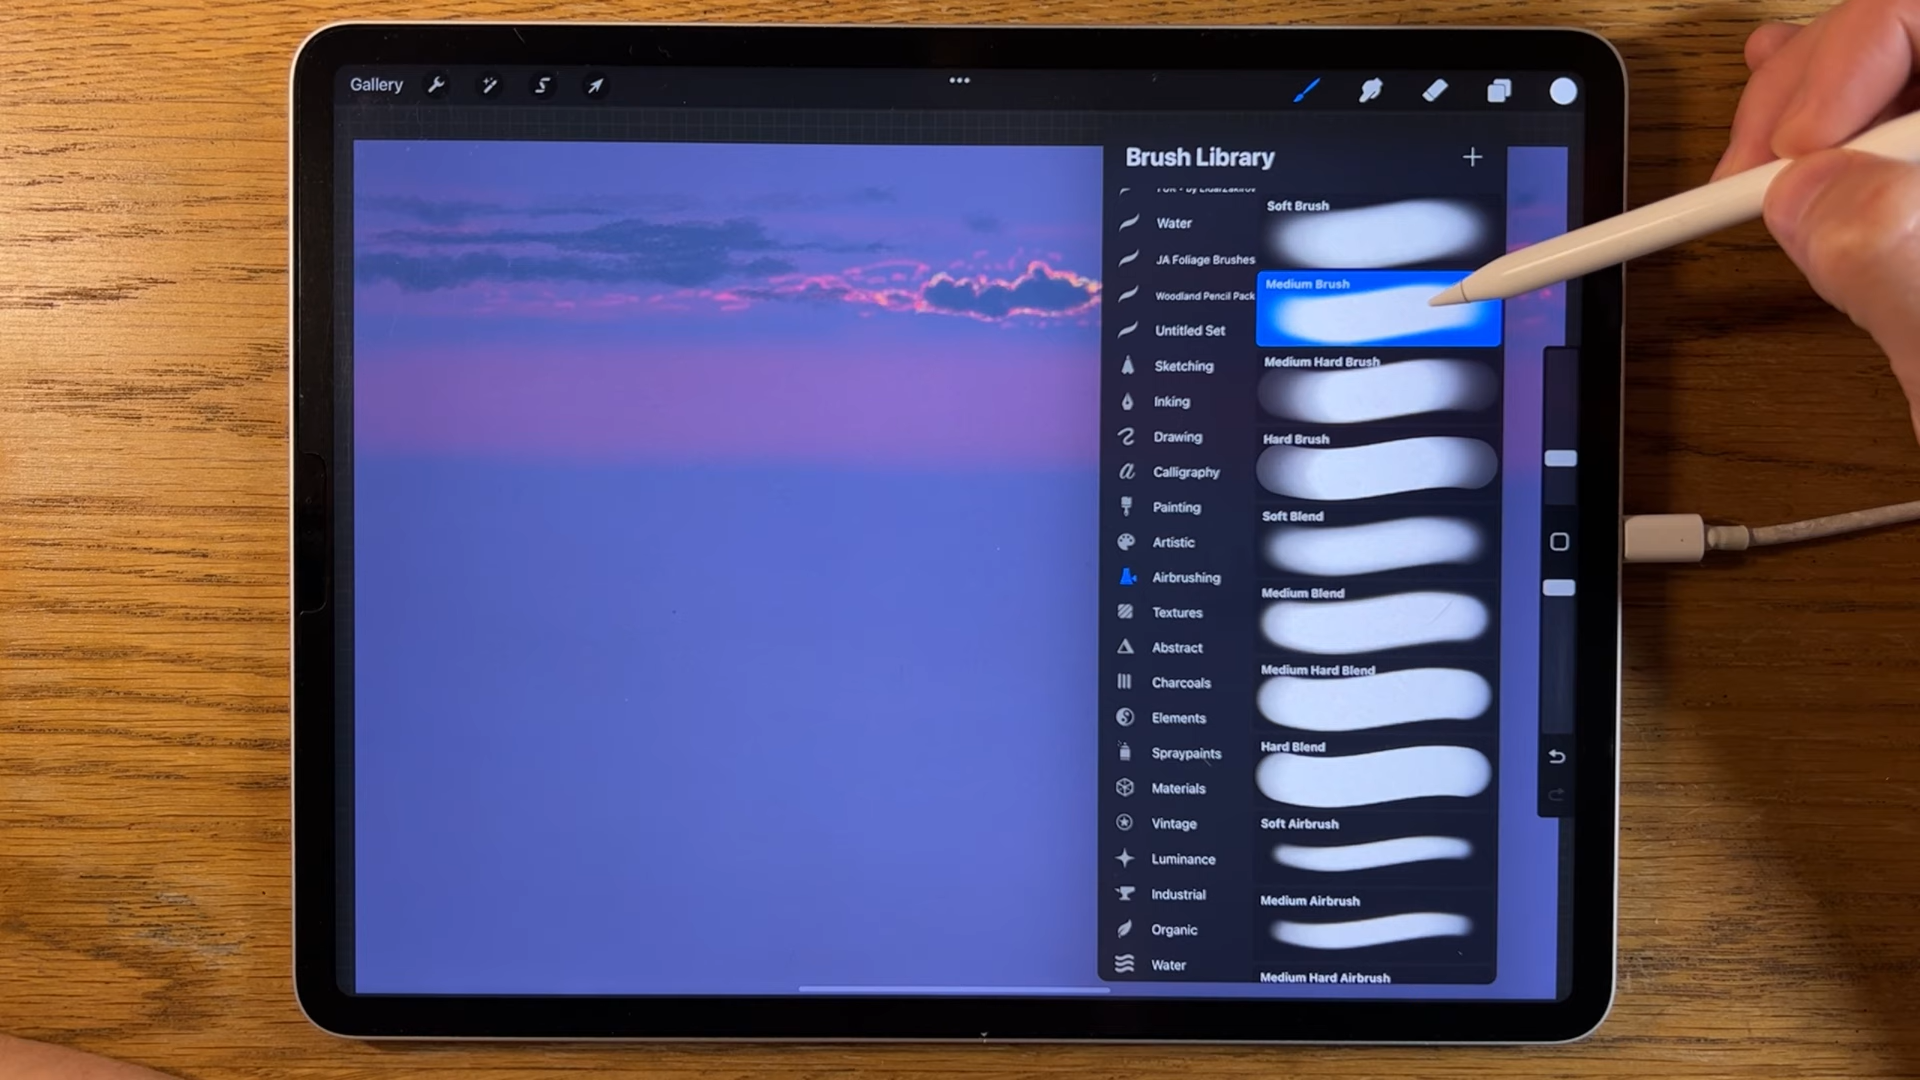 Gallery
Brush Library
Water
JA Foliage Brushes
Woodland Pencil Pack
Untitled Set
Sketching
Inking
Drawing
Calligraphy
Painting
Artistic
Airbrushing
Textures
Abstract
Charcoals
Elements
Spraypaints
Materials
Vintage
Luminance
Industrial
Organic
Water
Soft Brush
Medium Brush
Medium Hard Brush
Hard Brush
Soft Blend
Medium Blend
Medium Hard Blend
Hard Blend
Soft Airbrush
Medium Airbrush
Medium Hard Airbrush